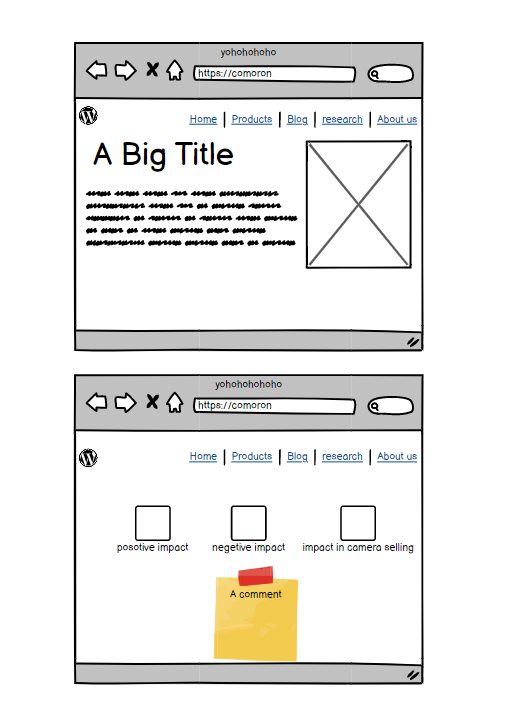 yohohohoho
https://comoron
Home | Products | Blog | research | About us
A Big Title
yohohohoho
https://comoron
Home | Products | Blog | research | About us
posotive impact negetive impact impact in camera selling
A comment